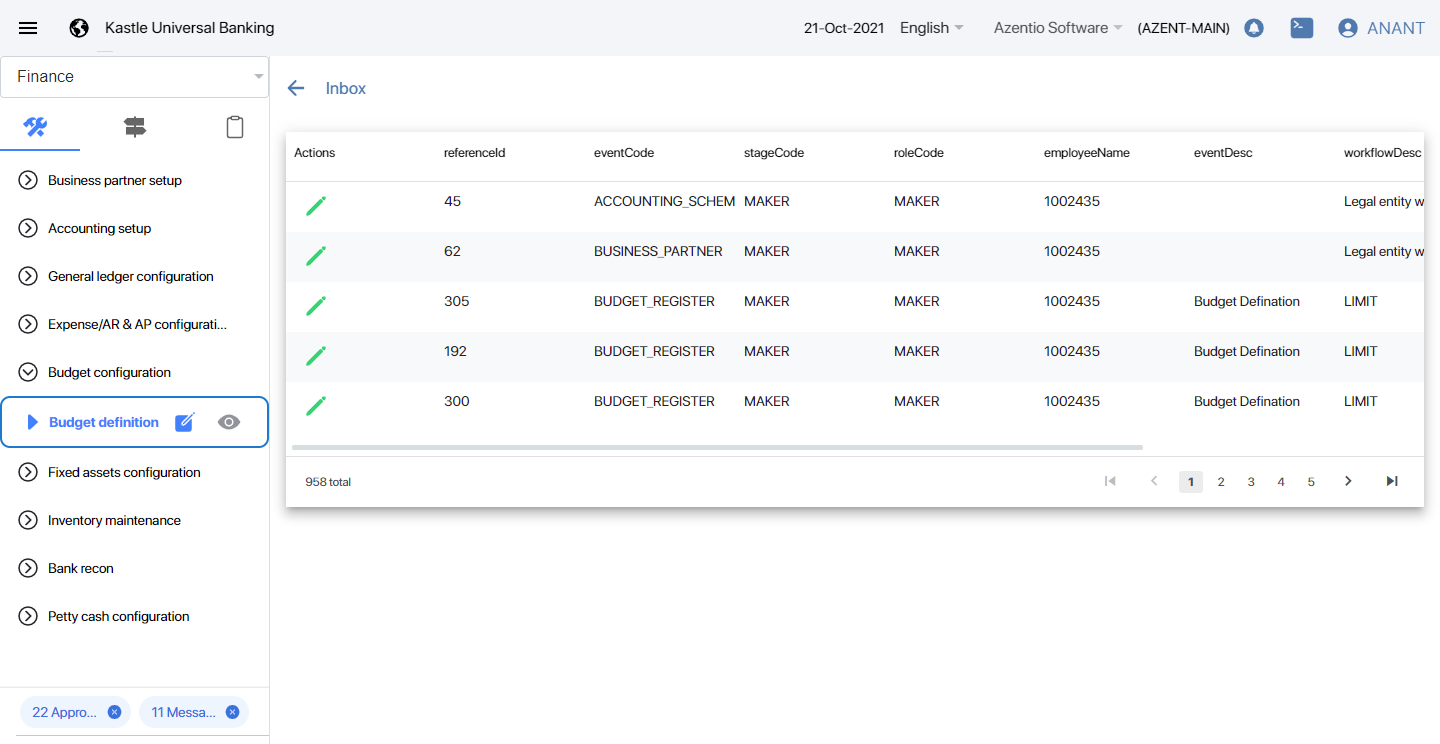 Kastle Universal Banking
21-Oct-2021 English Azentio Software (AZENT-MAIN) ANANT
Finance
Business partner setup
Accounting setup
General ledger configuration
Expense/AR & AP configurati...
Budget configuration
Budget definition
Fixed assets configuration
Inventory maintenance
Bank recon
Petty cash configuration
22 Appro... 11 Messa...
Inbox
Actions referenceId eventCode stageCode roleCode employeeName eventDesc workflowDesc
45 ACCOUNTING_SCHEM MAKER MAKER 1002435 Legal entity w
62 BUSINESS_PARTNER MAKER MAKER 1002435 Legal entity w
305 BUDGET_REGISTER MAKER MAKER 1002435 Budget Defination LIMIT
192 BUDGET_REGISTER MAKER MAKER 1002435 Budget Defination LIMIT
300 BUDGET_REGISTER MAKER MAKER 1002435 Budget Defination LIMIT
958 total 1 2 3 4 5